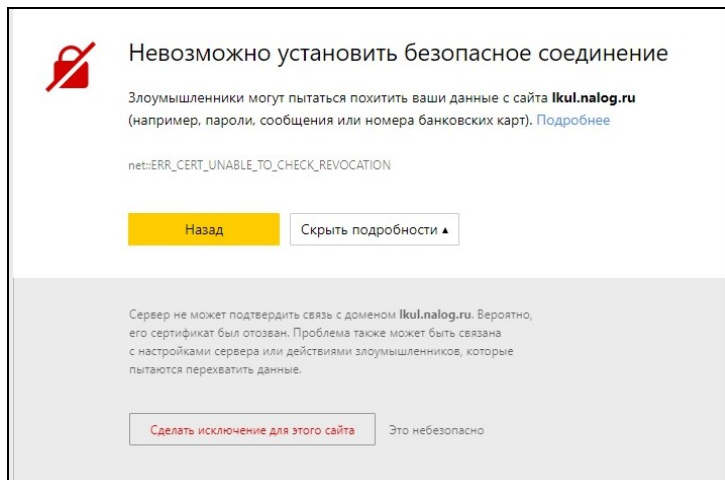 Невозможно установить безопасное соединение
Злоумышленники могут пытаться похитить ваши данные с сайта lkul.nalog.ru
(например, пароли, сообщения или номера банковских карт). Подробнее
net::ERR_CERT_UNABLE_TO_CHECK_REVOCATION
Назад
Скрыть подробности ▴
Сервер не может подтвердить связь с доменом lkul.nalog.ru. Вероятно,
его сертификат был отозван. Проблема также может быть связана
с настройками сервера или действиями злоумышленников, которые
пытаются перехватить данные.
Сделать исключение для этого сайта
Это небезопасно